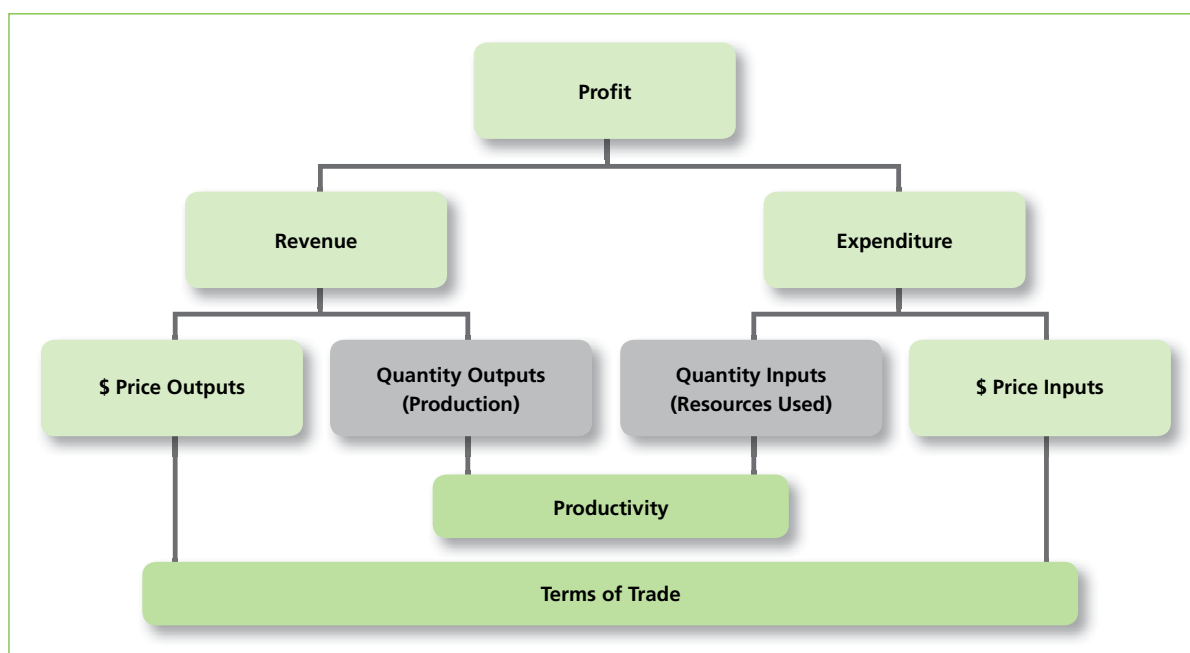 Profit
Revenue
Expenditure
$ Price Outputs
Quantity Outputs
(Production)
Quantity Inputs
(Resources Used)
$ Price Inputs
Productivity
Terms of Trade